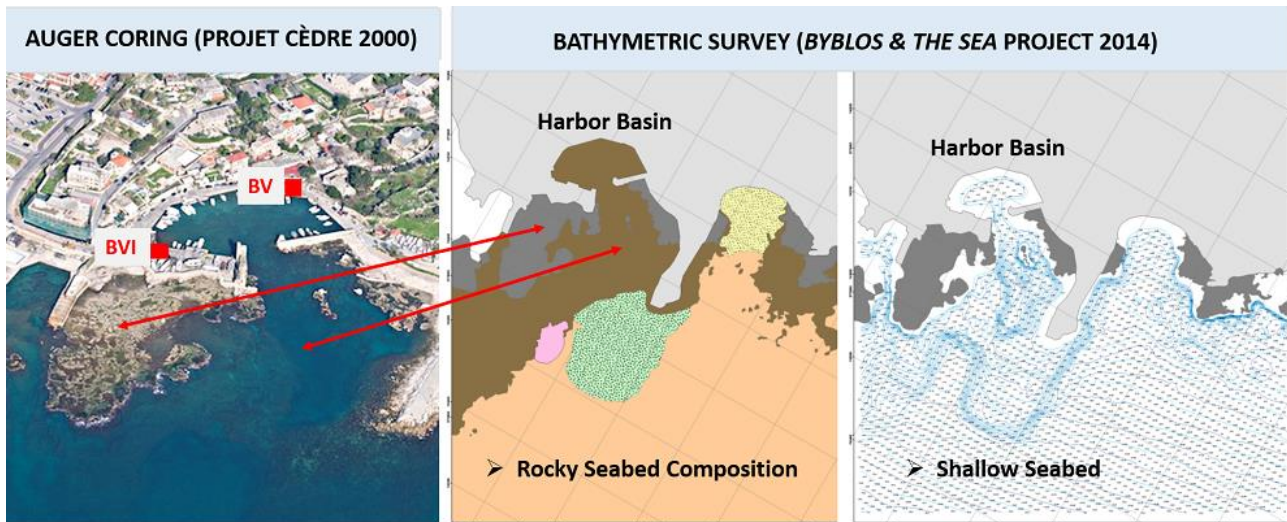 AUGER CORING (PROJET CÈDRE 2000)
BATHYMETRIC SURVEY (BYBLOS & THE SEA PROJECT 2014)
BV
BVI
Harbor Basin
➢ Rocky Seabed Composition
Harbor Basin
➢ Shallow Seabed